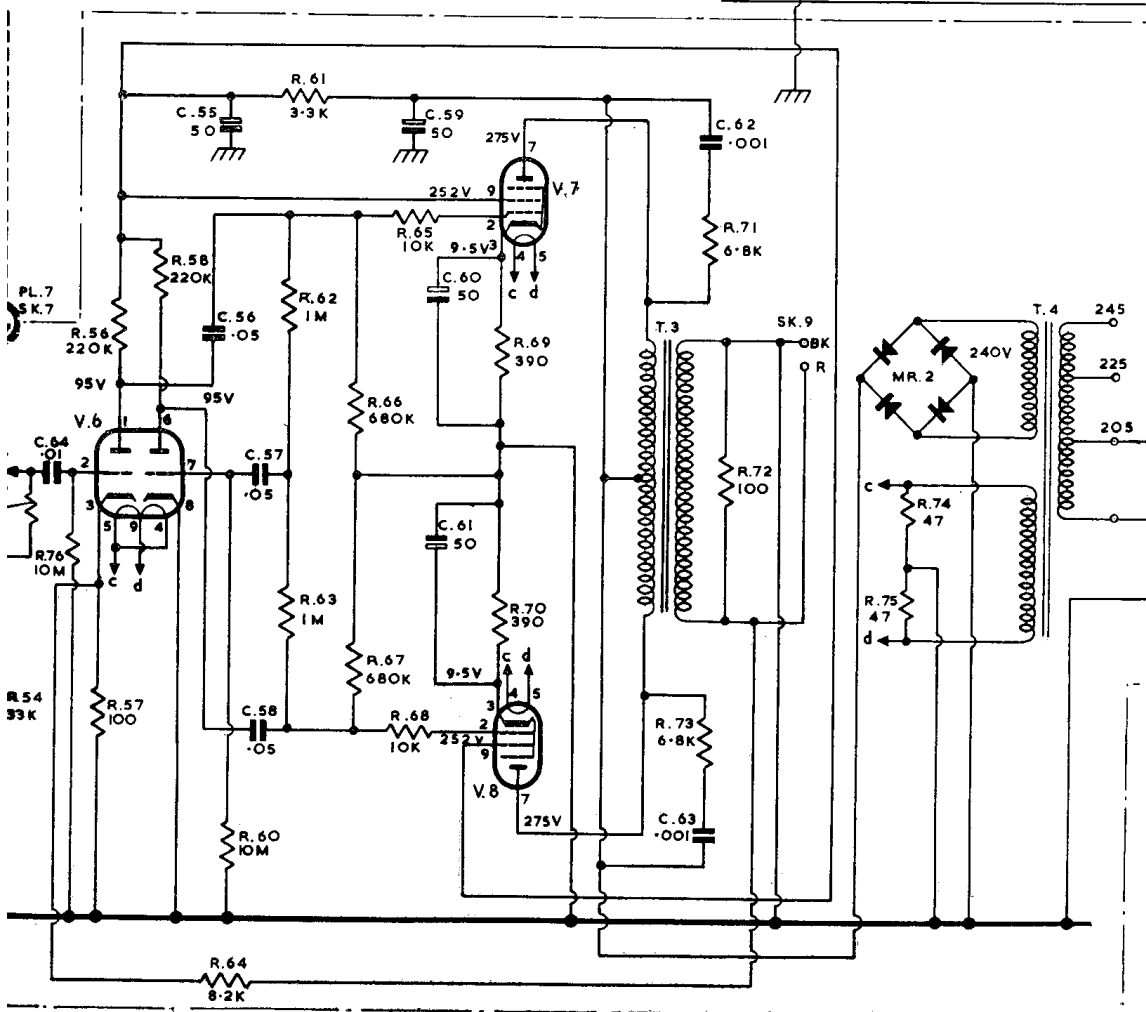 R.61
3·3K
C.55
50
C.59
50
C.62
·001
275V
7
V.7
252V
9
2
3
4
5
c
d
R.65
10K
9·5V
R.71
6·8K
C.60
50
R.58
220K
PL.7
SK.7
R.56
220K
C.56
·05
R.62
1M
R.69
390
T.3
SK.9
BK
R
T.4
245
240V
MR.2
225
205
95V
95V
R.66
680K
V.6
1
6
C.64
·01
2
7
C.57
·05
3
8
5
9
4
c
d
R.76
10M
R.72
100
C.61
50
c
R.74
47
R.63
1M
R.70
390
R.75
47
d
R.67
680K
9·5V
c
d
4
5
3
R.54
33K
R.57
100
C.58
·05
R.68
10K
2
252V
9
V.8
7
275V
R.73
6·8K
C.63
·001
R.60
10M
R.64
8·2K